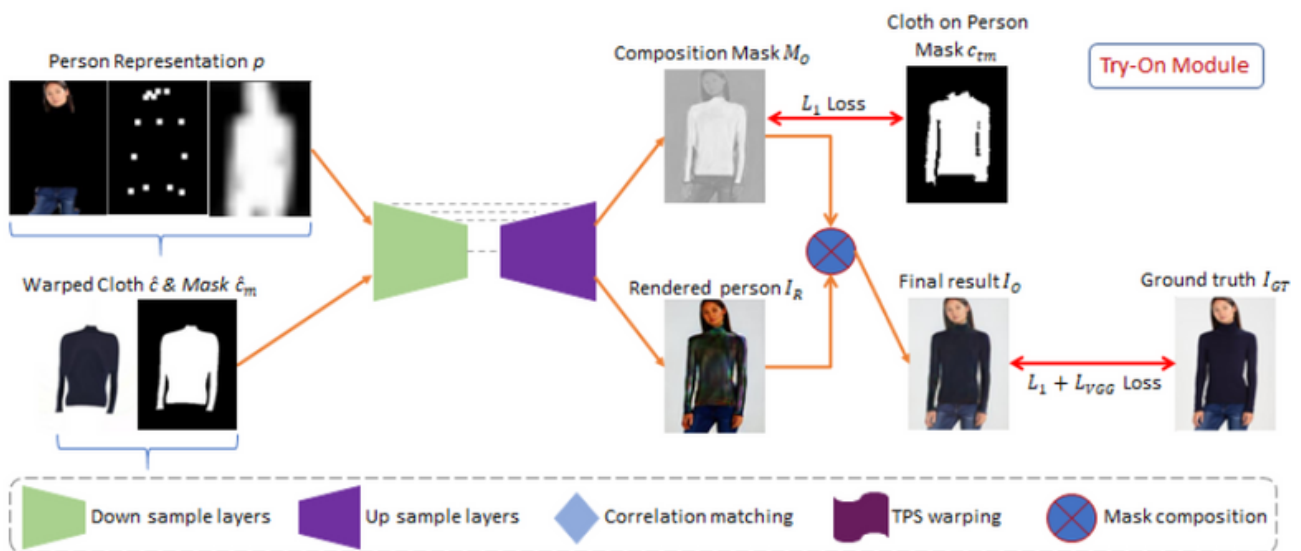 Person Representation p
Composition Mask M_O
Cloth on Person
Mask c_tm
Try-On Module
L_1 Loss
Warped Cloth ĉ & Mask ĉ_m
Rendered person I_R
Final result I_O
Ground truth I_GT
L_1 + L_VGG Loss
Down sample layers
Up sample layers
Correlation matching
TPS warping
Mask composition